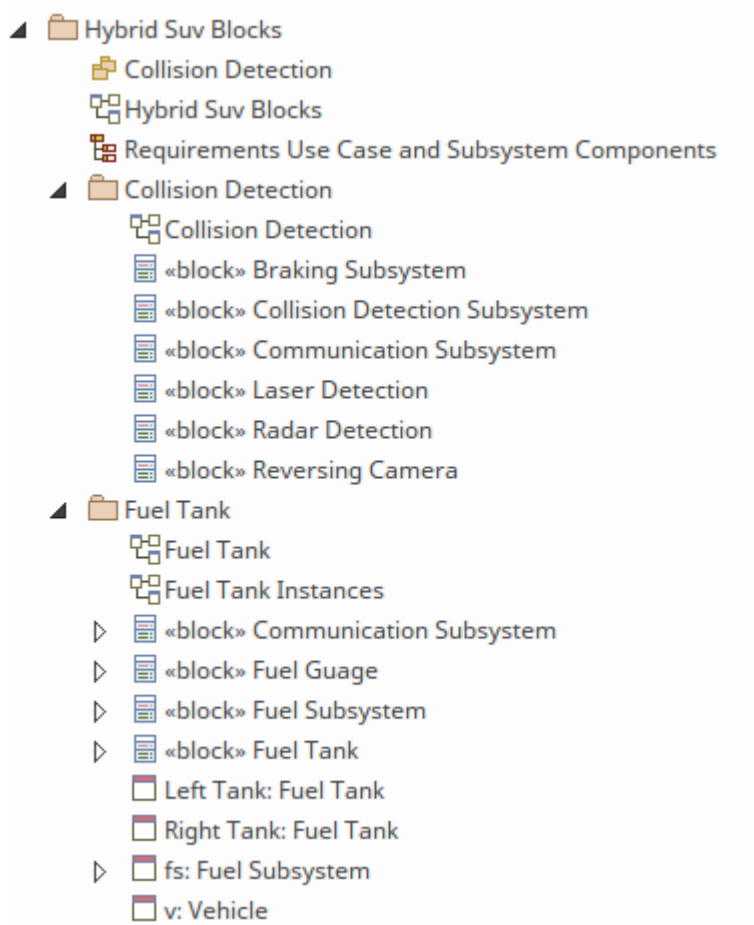 Hybrid Suv Blocks
Collision Detection
Hybrid Suv Blocks
Requirements Use Case and Subsystem Components
Collision Detection
Collision Detection
«block» Braking Subsystem
«block» Collision Detection Subsystem
«block» Communication Subsystem
«block» Laser Detection
«block» Radar Detection
«block» Reversing Camera
Fuel Tank
Fuel Tank
Fuel Tank Instances
«block» Communication Subsystem
«block» Fuel Guage
«block» Fuel Subsystem
«block» Fuel Tank
Left Tank: Fuel Tank
Right Tank: Fuel Tank
fs: Fuel Subsystem
v: Vehicle